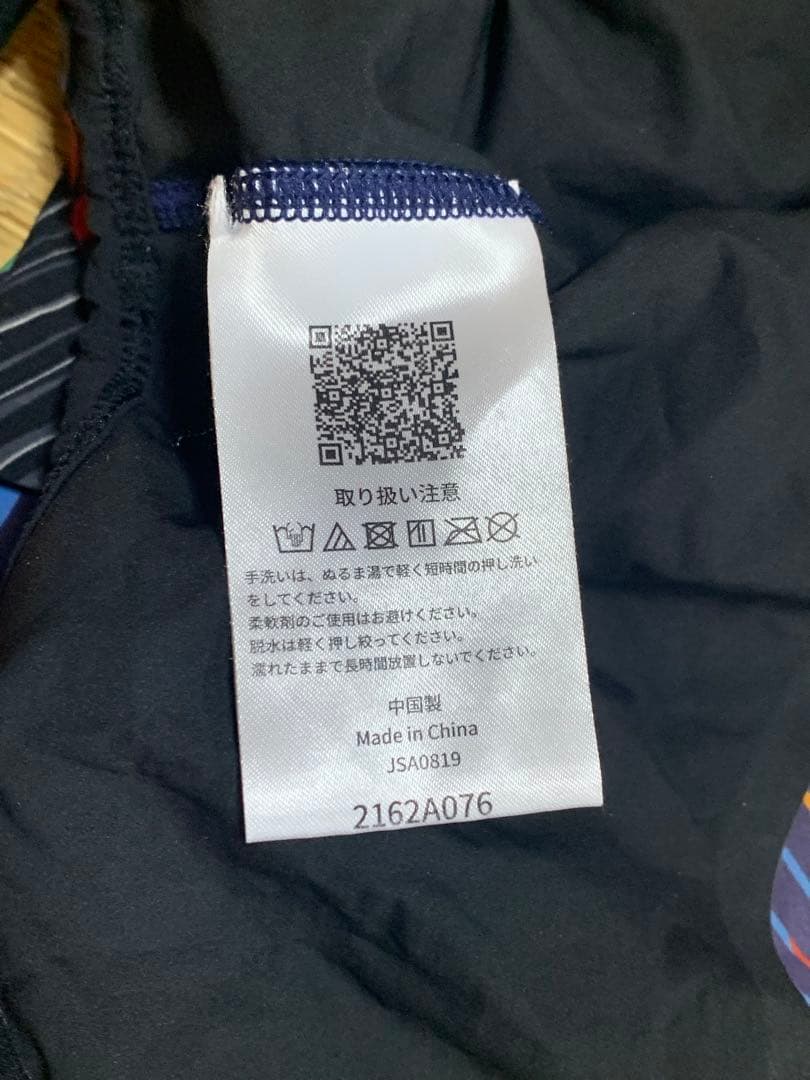 取り扱い注意
手洗いは、ぬるま湯で軽く短時間の押し洗い
をしてください。
柔軟剤のご使用はお避けください。
脱水は軽く押し絞ってください。
濡れたままで長時間放置しないでください。
中国製
Made in China
JSA0819
2162A076